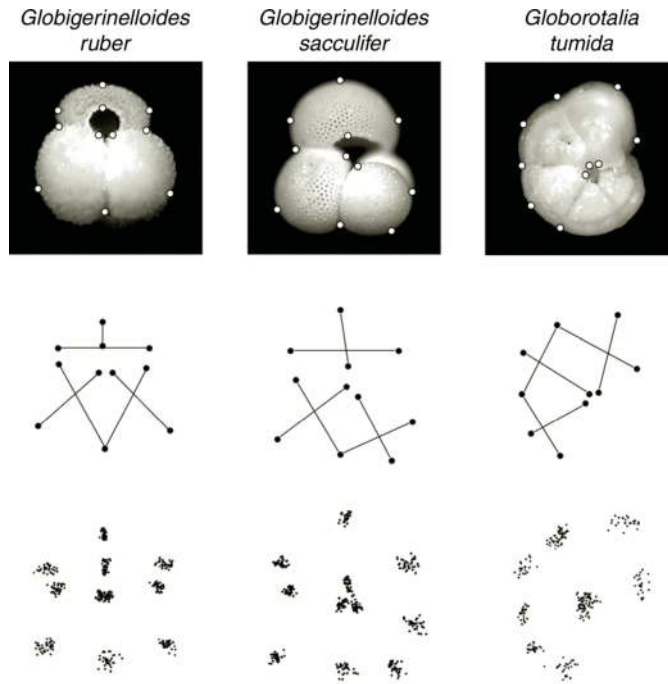 Globigerinelloides
ruber
Globigerinelloides
sacculifer
Globorotalia
tumida